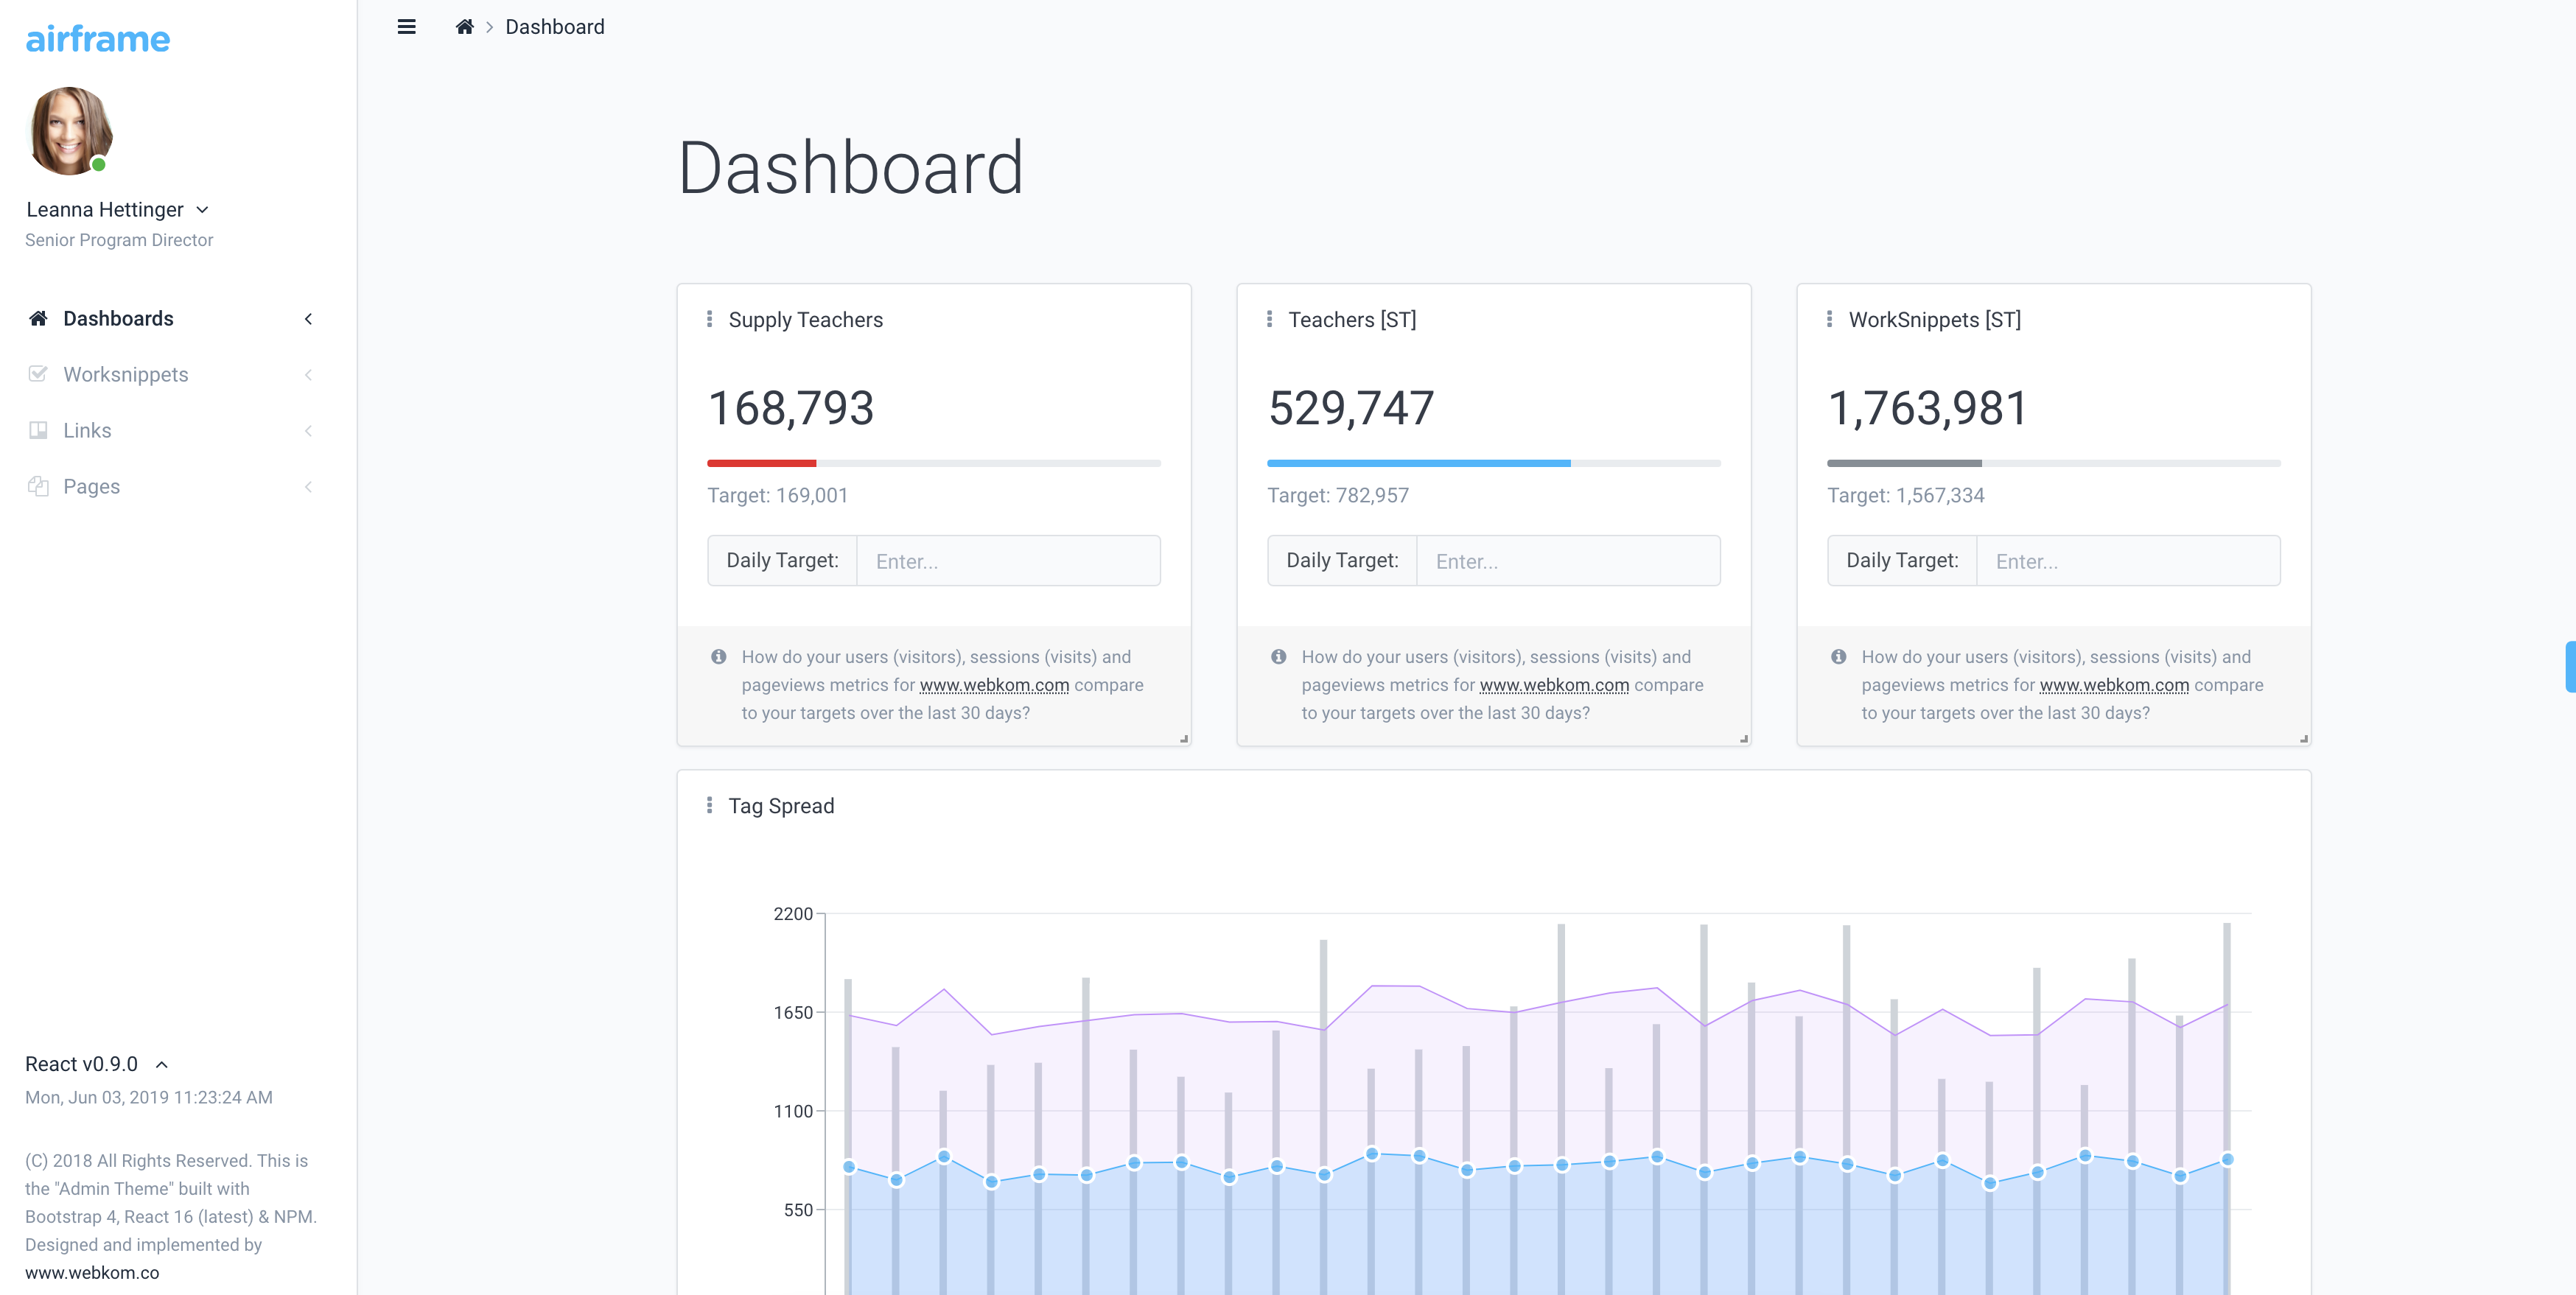 airframe
Leanna Hettinger
Senior Program Director
Dashboards
Worksnippets
Links
Pages
React v0.9.0
Mon, Jun 03, 2019 11:23:24 AM
(C) 2018 All Rights Reserved. This is
the "Admin Theme" built with
Bootstrap 4, React 16 (latest) & NPM.
Designed and implemented by
www.webkom.co
Dashboard
Dashboard
Supply Teachers
168,793
Target: 169,001
Daily Target: Enter...
How do your users (visitors), sessions (visits) and
pageviews metrics for www.webkom.com compare
to your targets over the last 30 days?
Teachers [ST]
529,747
Target: 782,957
Daily Target: Enter...
How do your users (visitors), sessions (visits) and
pageviews metrics for www.webkom.com compare
to your targets over the last 30 days?
WorkSnippets [ST]
1,763,981
Target: 1,567,334
Daily Target: Enter...
How do your users (visitors), sessions (visits) and
pageviews metrics for www.webkom.com compare
to your targets over the last 30 days?
Tag Spread
2200
1650
1100
550